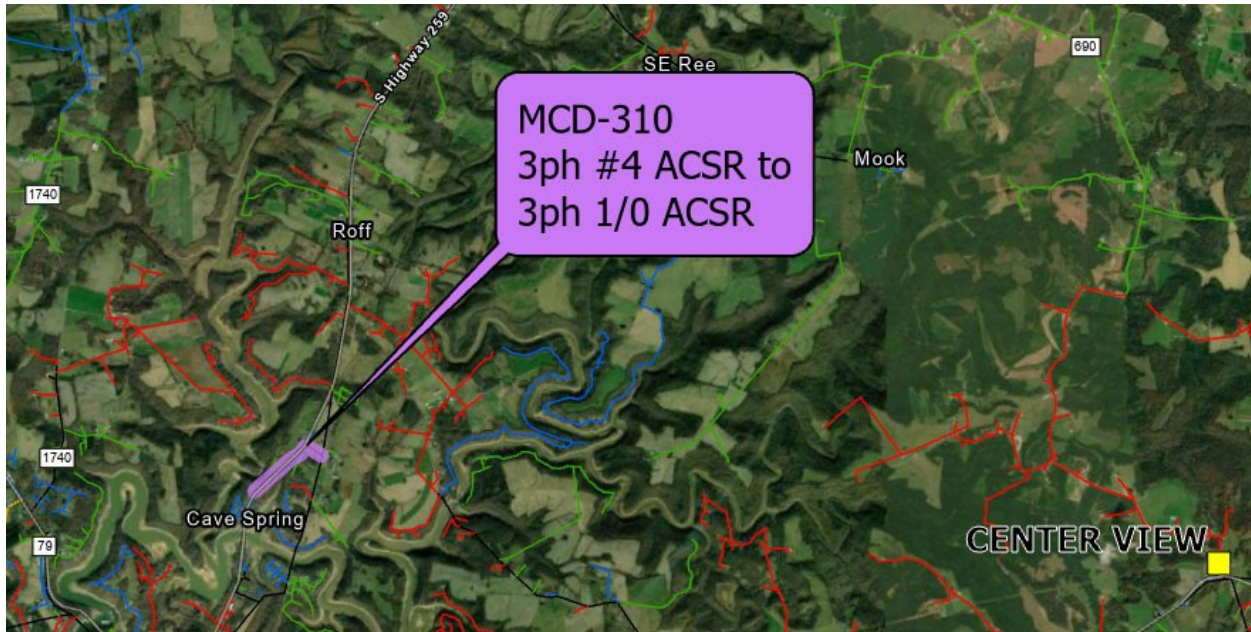 S Highway 259
690
SE Ree
MCD-310
3ph #4 ACSR to
3ph 1/0 ACSR
Mook
1740
Roff
1740
Cave Spring
79
CENTER VIEW